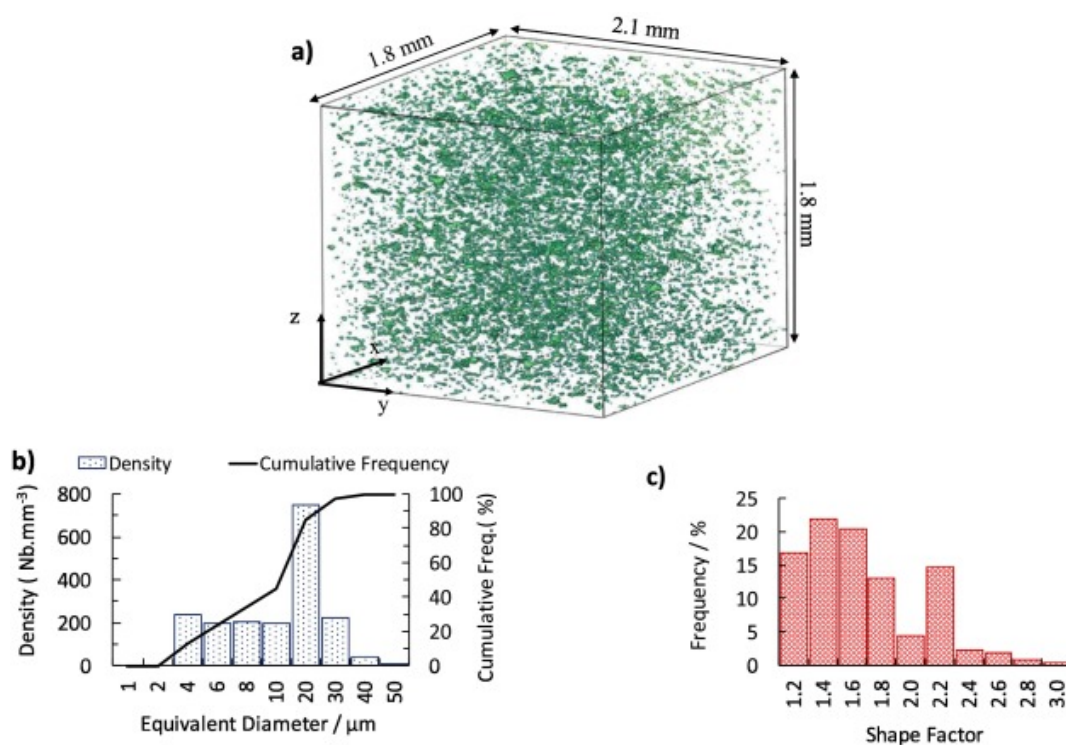 a)
1.8 mm
2.1 mm
1.8 mm
z
x
y
b)
Density
Cumulative Frequency
Density ( Nb.mm-³)
800
600
400
200
0
100
80
60
40
20
0
Cumulative Freq.( %)
1 2 4 6 8 10 20 30 40 50
Equivalent Diameter / µm
c)
Frequency / %
25
20
15
10
5
0
1.2 1.4 1.6 1.8 2.0 2.2 2.4 2.6 2.8 3.0
Shape Factor